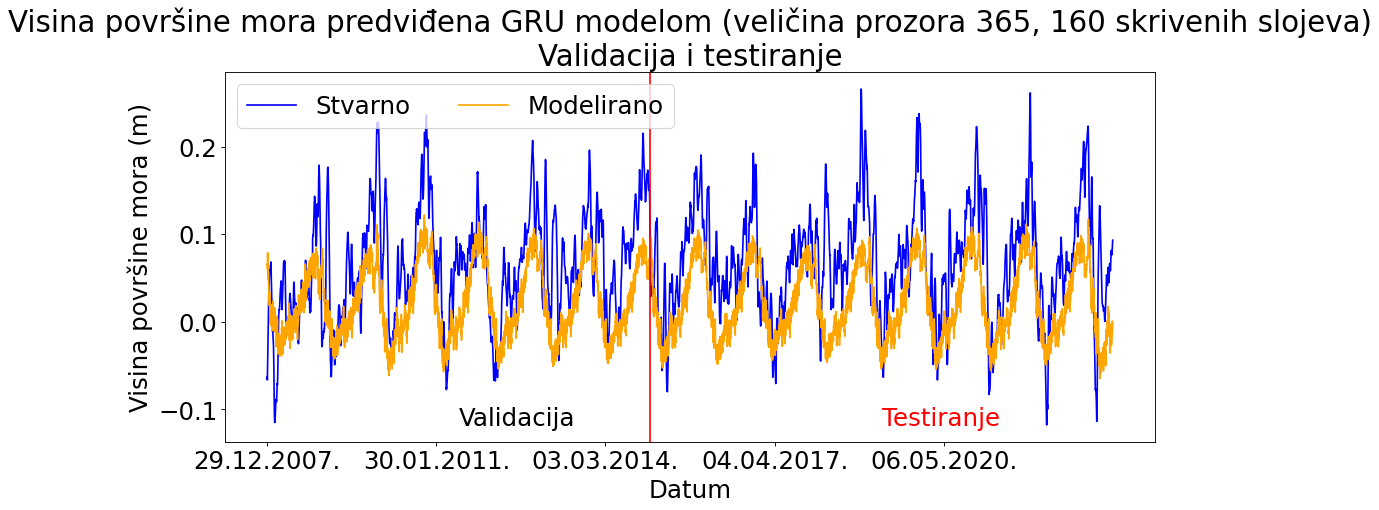 Visina površine mora predviđena GRU modelom (veličina prozora 365, 160 skrivenih slojeva)
Validacija i testiranje
Stvarno
Modelirano
Visina površine mora (m)
0.2
0.1
0.0
−0.1
Validacija
Testiranje
29.12.2007.
30.01.2011.
03.03.2014.
04.04.2017.
06.05.2020.
Datum